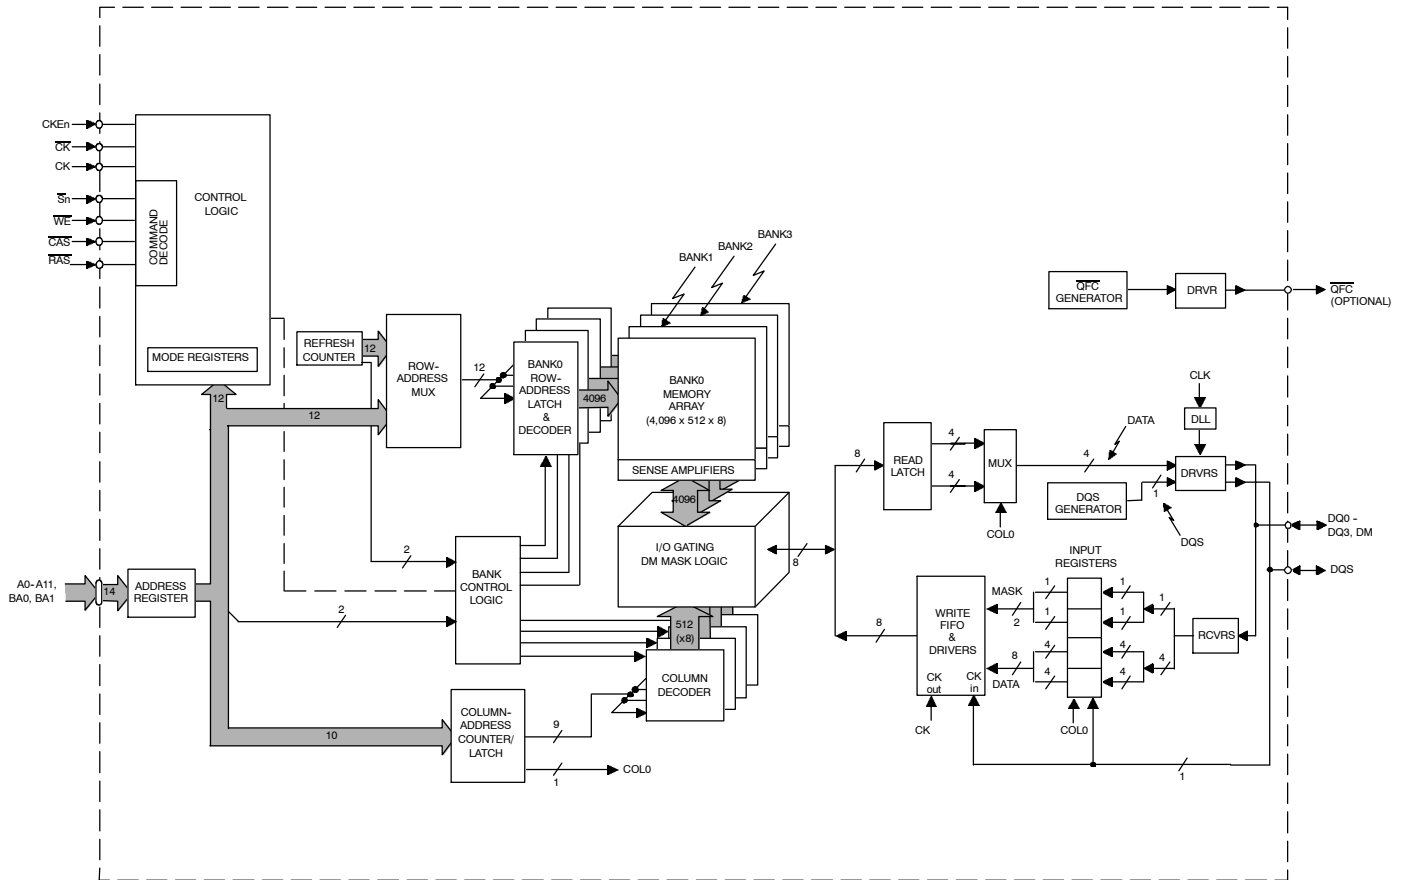 CKEn
CK
CK
Sn
WE
CAS
RAS
COMMAND
DECODE
CONTROL
LOGIC
MODE REGISTERS
REFRESH
COUNTER
12
12
12
ROW-
ADDRESS
MUX
12
BANK0
ROW-
ADDRESS
LATCH
&
DECODER
4096
BANK1
BANK2
BANK3
BANK0
MEMORY
ARRAY
(4,096 x 512 x 8)
SENSE AMPLIFIERS
4096
I/O GATING
DM MASK LOGIC
8
A0-A11,
BA0, BA1
14
ADDRESS
REGISTER
2
2
BANK
CONTROL
LOGIC
512
(x8)
COLUMN
DECODER
10
COLUMN-
ADDRESS
COUNTER/
LATCH
9
1
COL0
QFC
GENERATOR
DRVR
QFC
(OPTIONAL)
CLK
DLL
8
READ
LATCH
4
4
MUX
COL0
DATA
4
DQS
GENERATOR
1
DQS
DRVRS
DQ0 -
DQ3, DM
DQS
INPUT
REGISTERS
8
WRITE
FIFO
&
DRIVERS
CK
out
CK
in
CK
MASK
2
8
DATA
1
1
4
4
1
1
4
4
1
4
RCVRS
COL0
1